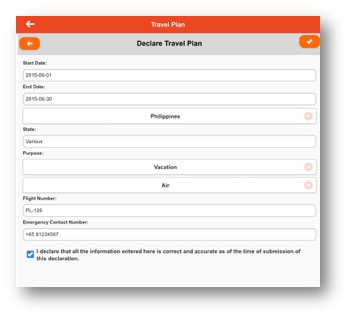 Travel Plan
Declare Travel Plan
Start Date:
2015-06-01
End Date:
2015-06-30
Philippines
State:
Various
Purpose:
Vacation
Air
Flight Number:
PL-135
Emergency Contact Number:
+65 81234567
I declare that all the information entered here is correct and accurate as of the time of submission of
this declaration.